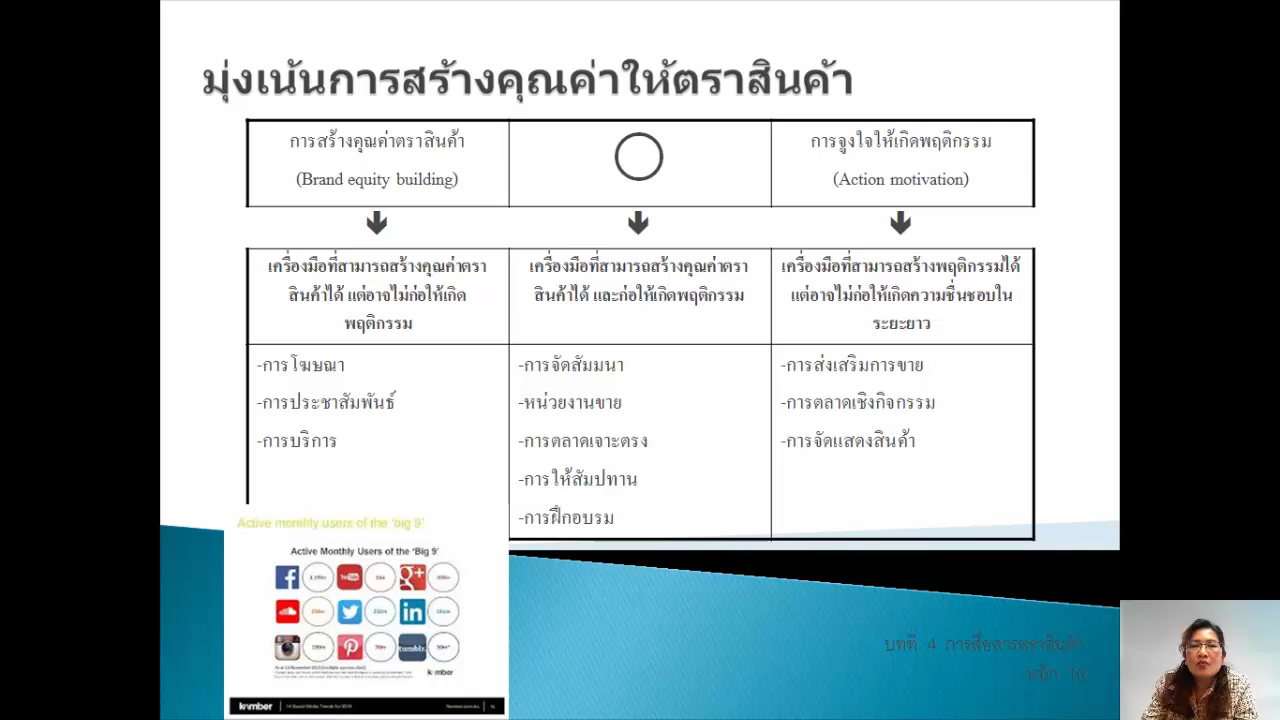 มุ่งเน้นการสร้างคุณค่าให้ตราสินค้า
การสร้างคุณค่าตราสินค้า
(Brand equity building)
การจูงใจให้เกิดพฤติกรรม
(Action motivation)
เครื่องมือที่สามารถสร้างคุณค่าตรา
สินค้าได้ แต่อาจไม่ก่อให้เกิด
พฤติกรรม
เครื่องมือที่สามารถสร้างคุณค่าตรา
สินค้าได้ และก่อให้เกิดพฤติกรรม
เครื่องมือที่สามารถสร้างพฤติกรรมได้
แต่อาจไม่ก่อให้เกิดความชื่นชอบใน
ระยะยาว
-การโฆษณา
-การประชาสัมพันธ์
-การบริการ
-การจัดสัมมนา
-หน่วยงานขาย
-การตลาดเจาะตรง
-การให้สัมปทาน
-การฝึกอบรม
-การส่งเสริมการขาย
-การตลาดเชิงกิจกรรม
-การจัดแสดงสินค้า
Active monthly users of the 'big 9'
Active Monthly Users of the 'Big 9'
You
tumblr.
บทที่ 4 การสื่อสารตราสินค้า